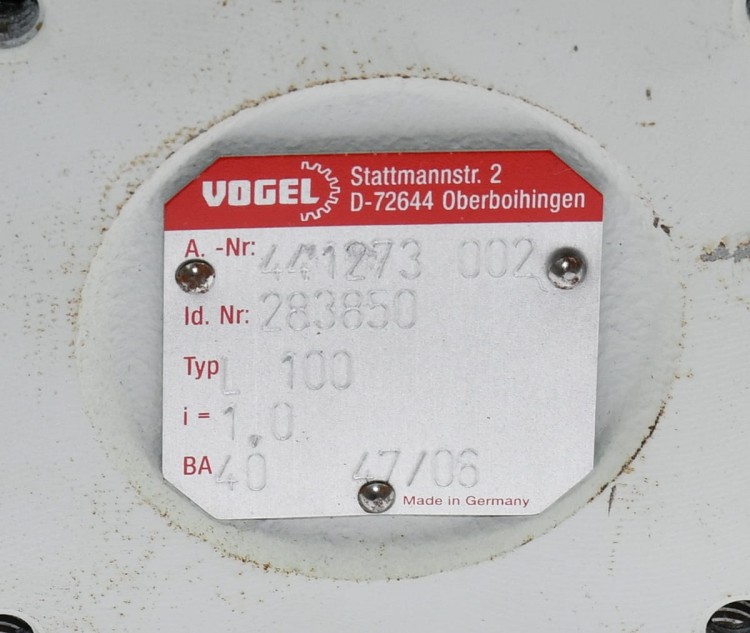 VOGEL
Stattmannstr. 2
D-72644 Oberboihingen
A. -Nr: 441273 002
Id. Nr: 283850
Typ L 100
i = 1.0
BA 40 47/06
Made in Germany